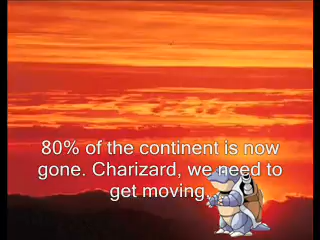 80% of the continent is now
gone. Charizard, we need to
get moving.